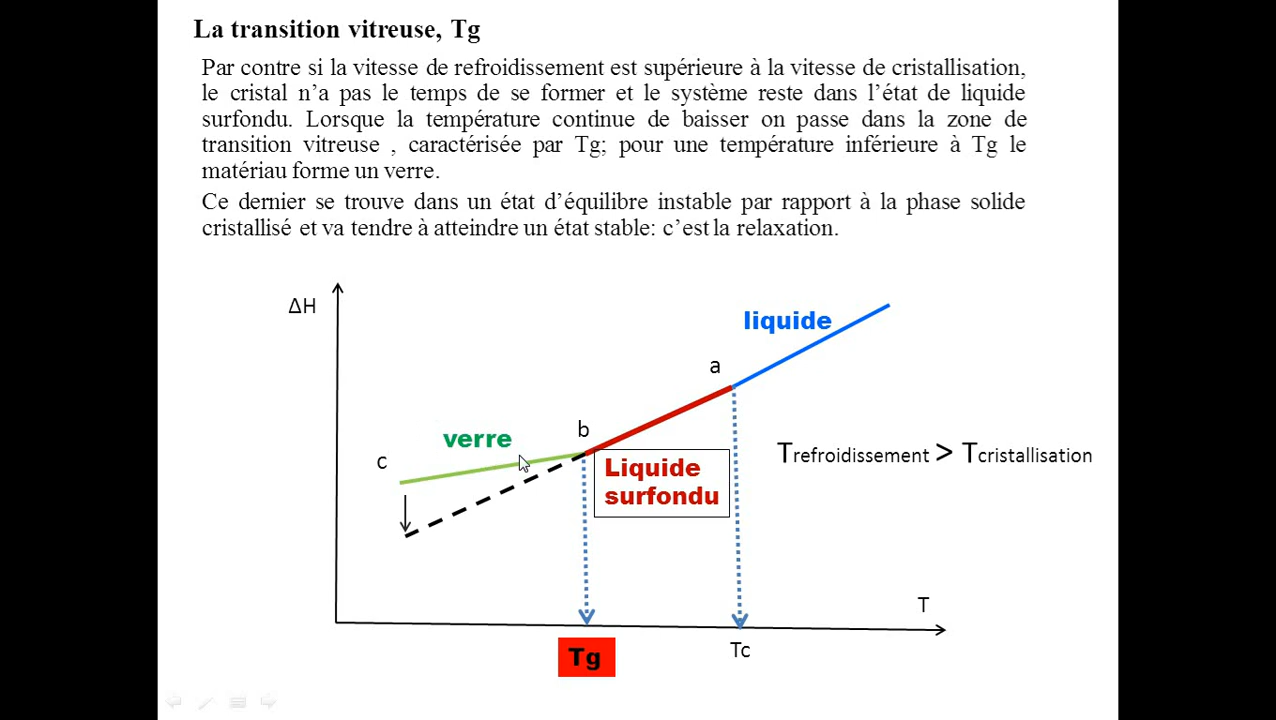 La transition vitreuse, Tg
Par contre si la vitesse de refroidissement est supérieure à la vitesse de cristallisation,
le cristal n’a pas le temps de se former et le système reste dans l’état de liquide
surfondu. Lorsque la température continue de baisser on passe dans la zone de
transition vitreuse , caractérisée par Tg; pour une température inférieure à Tg le
matériau forme un verre.
Ce dernier se trouve dans un état d’équilibre instable par rapport à la phase solide
cristallisé et va tendre à atteindre un état stable: c’est la relaxation.
ΔH
liquide
a
b
verre
c
Trefroidissement > Tcristallisation
Liquide
surfondu
T
Tg
Tc